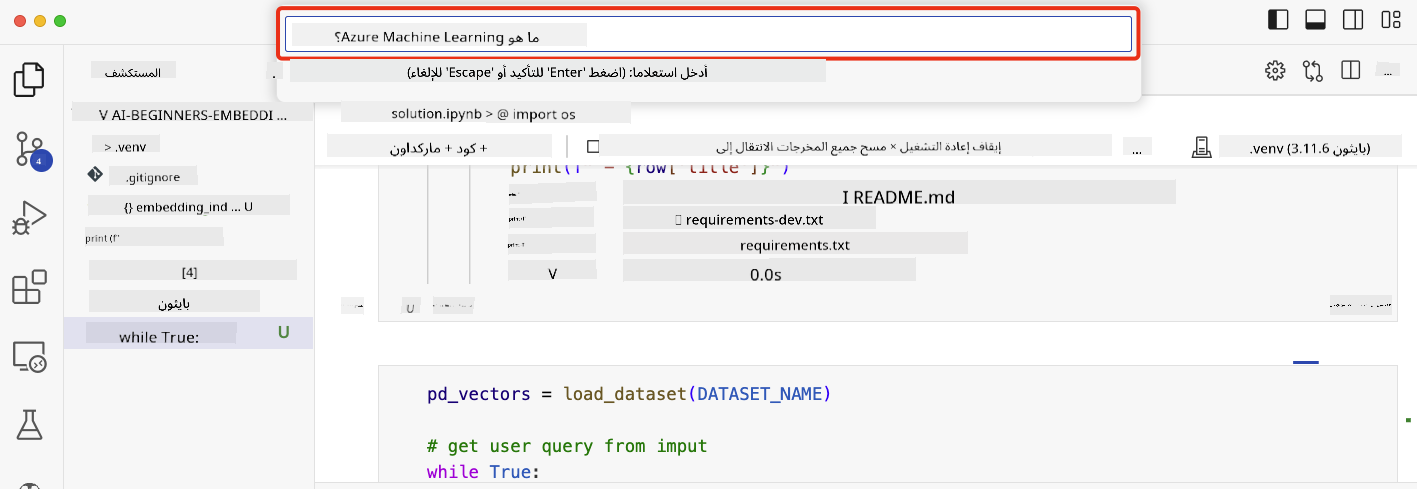 ما هو Azure Machine Learning؟
أدخل استعلاما: (اضغط 'Enter' للتأكيد أو 'Escape' للإلغاء)
المستكشف
...
V AI-BEGINNERS-EMBEDDI ...
solution.ipynb > @ import os
> .venv
+ كود + ماركداون
إيقاف إعادة التشغيل × مسح جميع المخرجات الانتقال إلى
...
.venv (بايثون 3.11.6)
4
.gitignore
{} embedding_ind ... U
print (f"
[4]
بايثون
while True:
U
print(f" - {row['title']}")
I README.md
requirements-dev.txt
requirements.txt
V
0.0s
U
pd_vectors = load_dataset(DATASET_NAME)
# get user query from imput
while True: